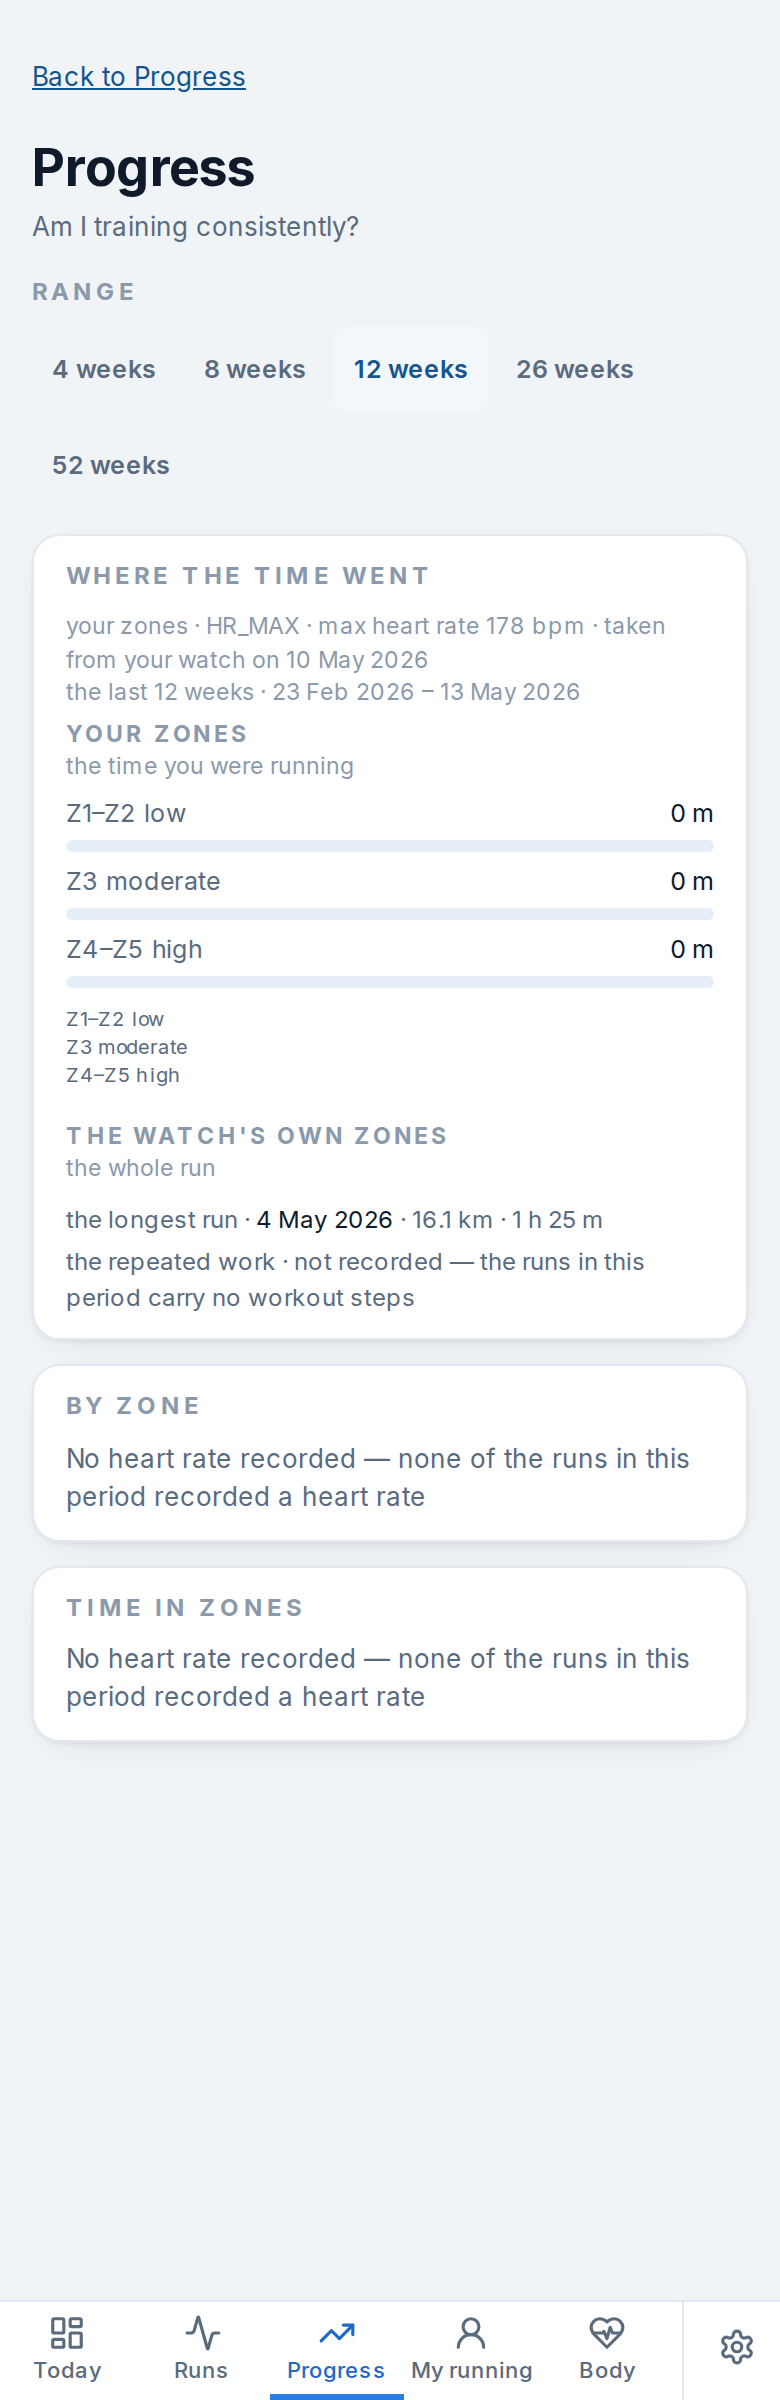 Back to Progress
Progress
Am I training consistently?
RANGE
4 weeks 8 weeks 12 weeks 26 weeks
52 weeks
WHERE THE TIME WENT
your zones · HR_MAX · max heart rate 178 bpm · taken
from your watch on 10 May 2026
the last 12 weeks · 23 Feb 2026 – 13 May 2026
YOUR ZONES
the time you were running
Z1–Z2 low 0 m
Z3 moderate 0 m
Z4–Z5 high 0 m
Z1–Z2 low
Z3 moderate
Z4–Z5 high
THE WATCH'S OWN ZONES
the whole run
the longest run · 4 May 2026 · 16.1 km · 1 h 25 m
the repeated work · not recorded — the runs in this
period carry no workout steps
BY ZONE
No heart rate recorded — none of the runs in this
period recorded a heart rate
TIME IN ZONES
No heart rate recorded — none of the runs in this
period recorded a heart rate
Today Runs Progress My running Body